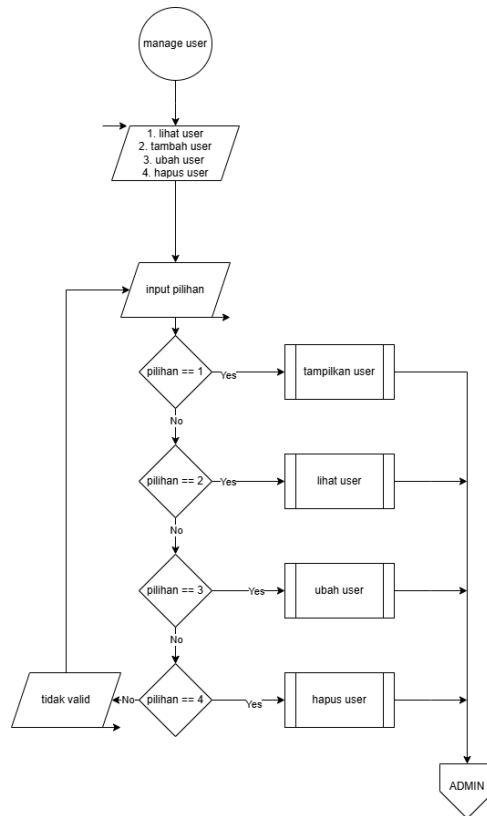 manage user
1. lihat user
2. tambah user
3. ubah user
4. hapus user
input pilihan
pilihan == 1
Yes
tampilkan user
No
pilihan == 2
Yes
lihat user
No
pilihan == 3
Yes
ubah user
No
tidak valid
No
pilihan == 4
Yes
hapus user
ADMIN